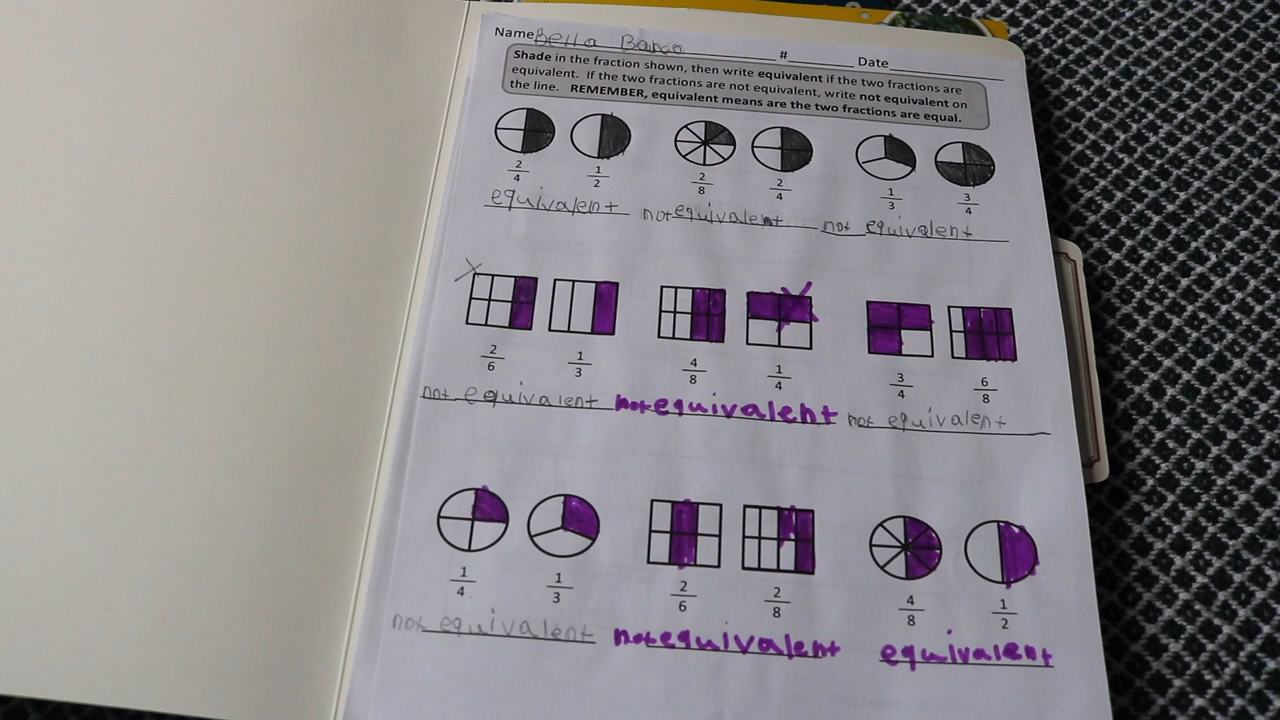 Name Bella Baxo # Date
Shade in the fraction shown, then write equivalent if the two fractions are
equivalent. If the two fractions are not equivalent, write not equivalent on
the line. REMEMBER, equivalent means are the two fractions are equal.
2/4 1/2 2/8 2/4 1/3 3/4
equivalent not equivalent not equivalent
2/6 1/3 4/8 1/4 3/4 6/8
not equivalent not equivalent not equivalent
1/4 1/3 2/6 2/8 4/8 1/2
not equivalent not equivalent equivalent